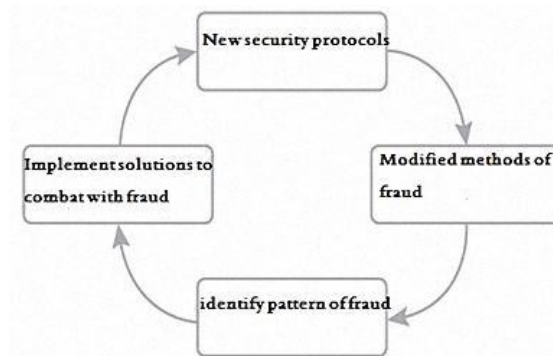 New security protocols
Modified methods of
fraud
identify pattern of fraud
Implement solutions to
combat with fraud